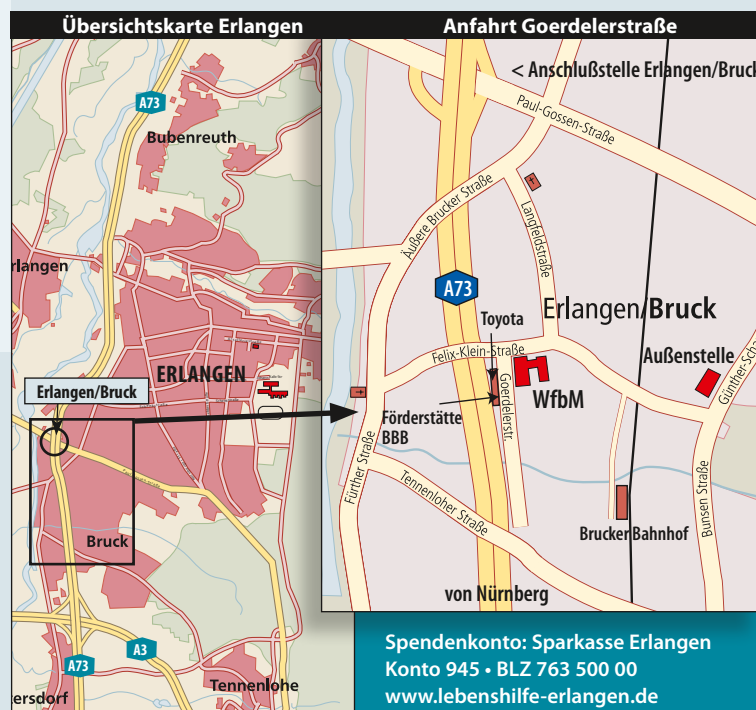 Übersichtskarte Erlangen
A73
Bubenreuth
rlangen
ERLANGEN
Erlangen/Bruck
Bruck
A73
A3
Tennenlohe
ersdorf
Anfahrt Goerdelerstraße
< Anschlußstelle Erlangen/Bruck
Paul-Gossen-Straße
Äußere Brucker Straße
Langfeldstraße
A73
Erlangen/Bruck
Toyota
Felix-Klein-Straße
Außenstelle
Günther-Scha
WfbM
Goerdelerstr.
Förderstätte
BBB
Fürther Straße
Tennenloher Straße
Brucker Bahnhof
Bunsen Straße
von Nürnberg
Spendenkonto: Sparkasse Erlangen
Konto 945 • BLZ 763 500 00
www.lebenshilfe-erlangen.de